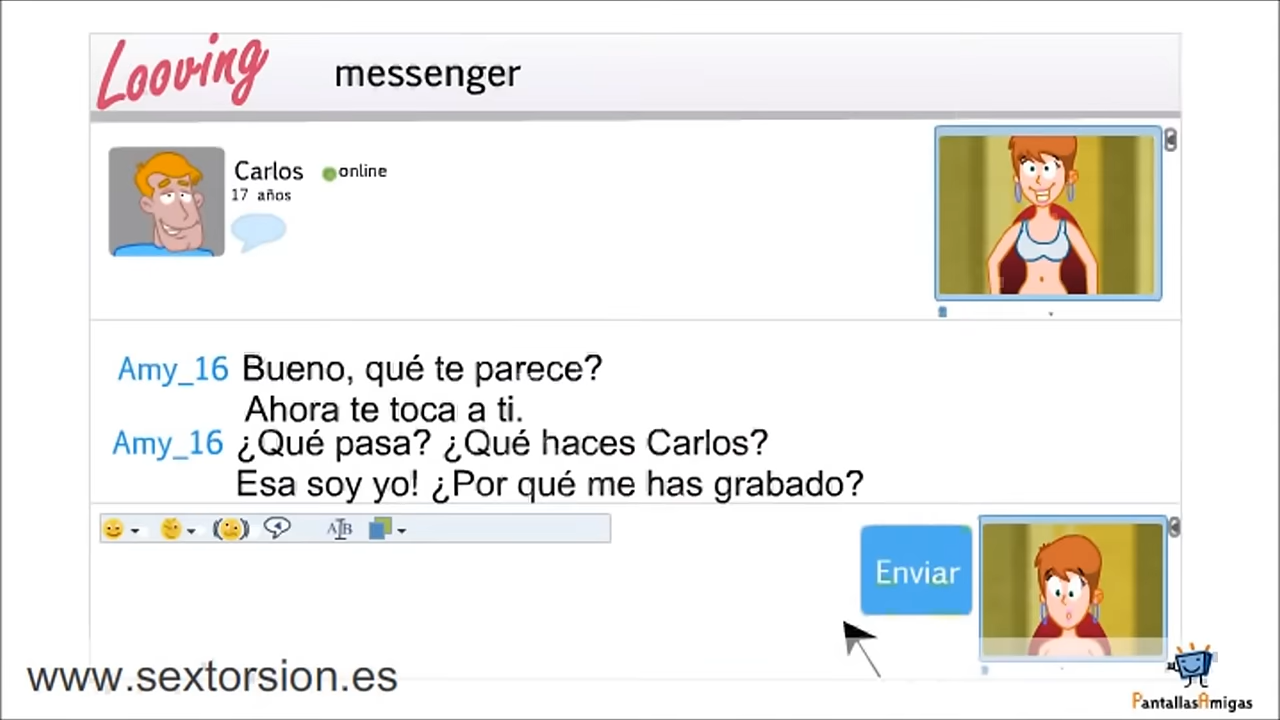 Looving messenger
Carlos online
17 años
Amy_16 Bueno, qué te parece?
Ahora te toca a ti.
Amy_16 ¿Qué pasa? ¿Qué haces Carlos?
Esa soy yo! ¿Por qué me has grabado?
AB
Enviar
www.sextorsion.es
PantallasAmigas